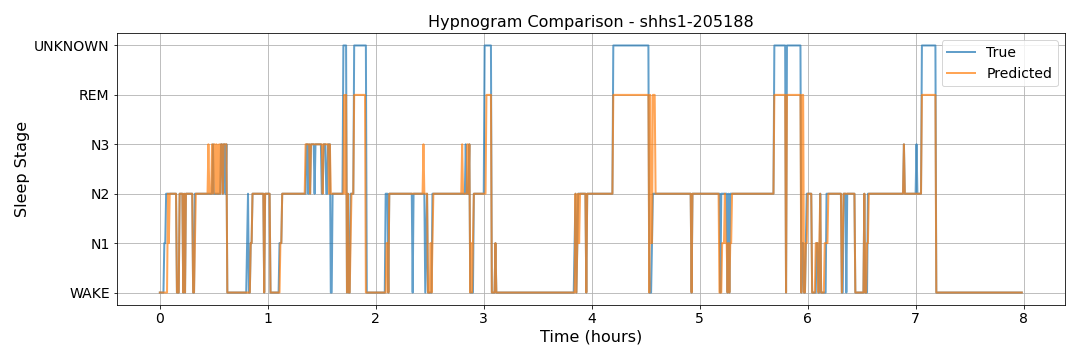 Hypnogram Comparison - shhs1-205188
UNKNOWN
REM
N3
N2
N1
WAKE
Sleep Stage
True
Predicted
0 1 2 3 4 5 6 7 8
Time (hours)